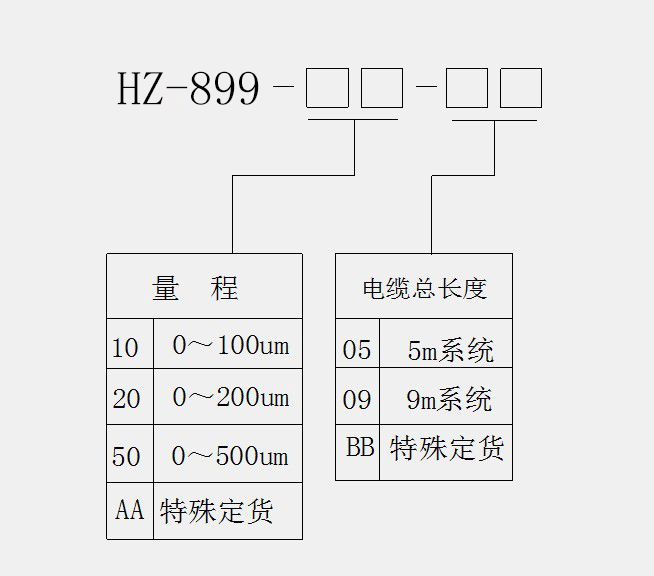 HZ-899-□□-□□
量 程
10 0～100um
20 0～200um
50 0～500um
AA 特殊定货
电缆总长度
05 5m系统
09 9m系统
BB 特殊定货